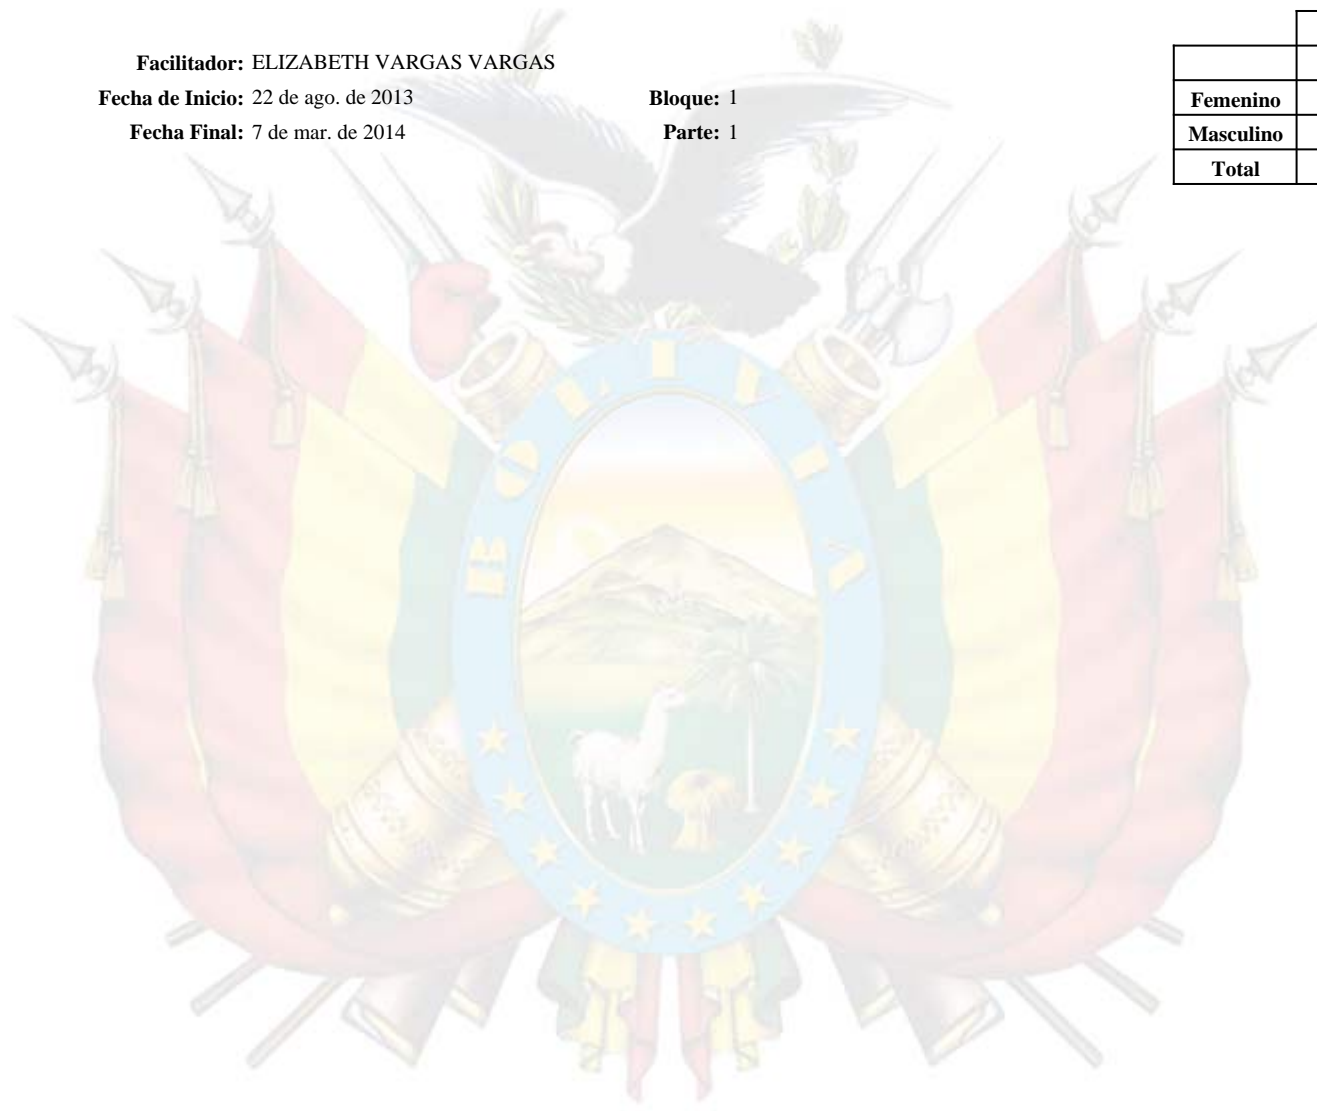 Facilitador: ELIZABETH VARGAS VARGAS
Fecha de Inicio: 22 de ago. de 2013 Bloque: 1
Fecha Final: 7 de mar. de 2014 Parte: 1
Femenino
Masculino
Total
BOLIVIA